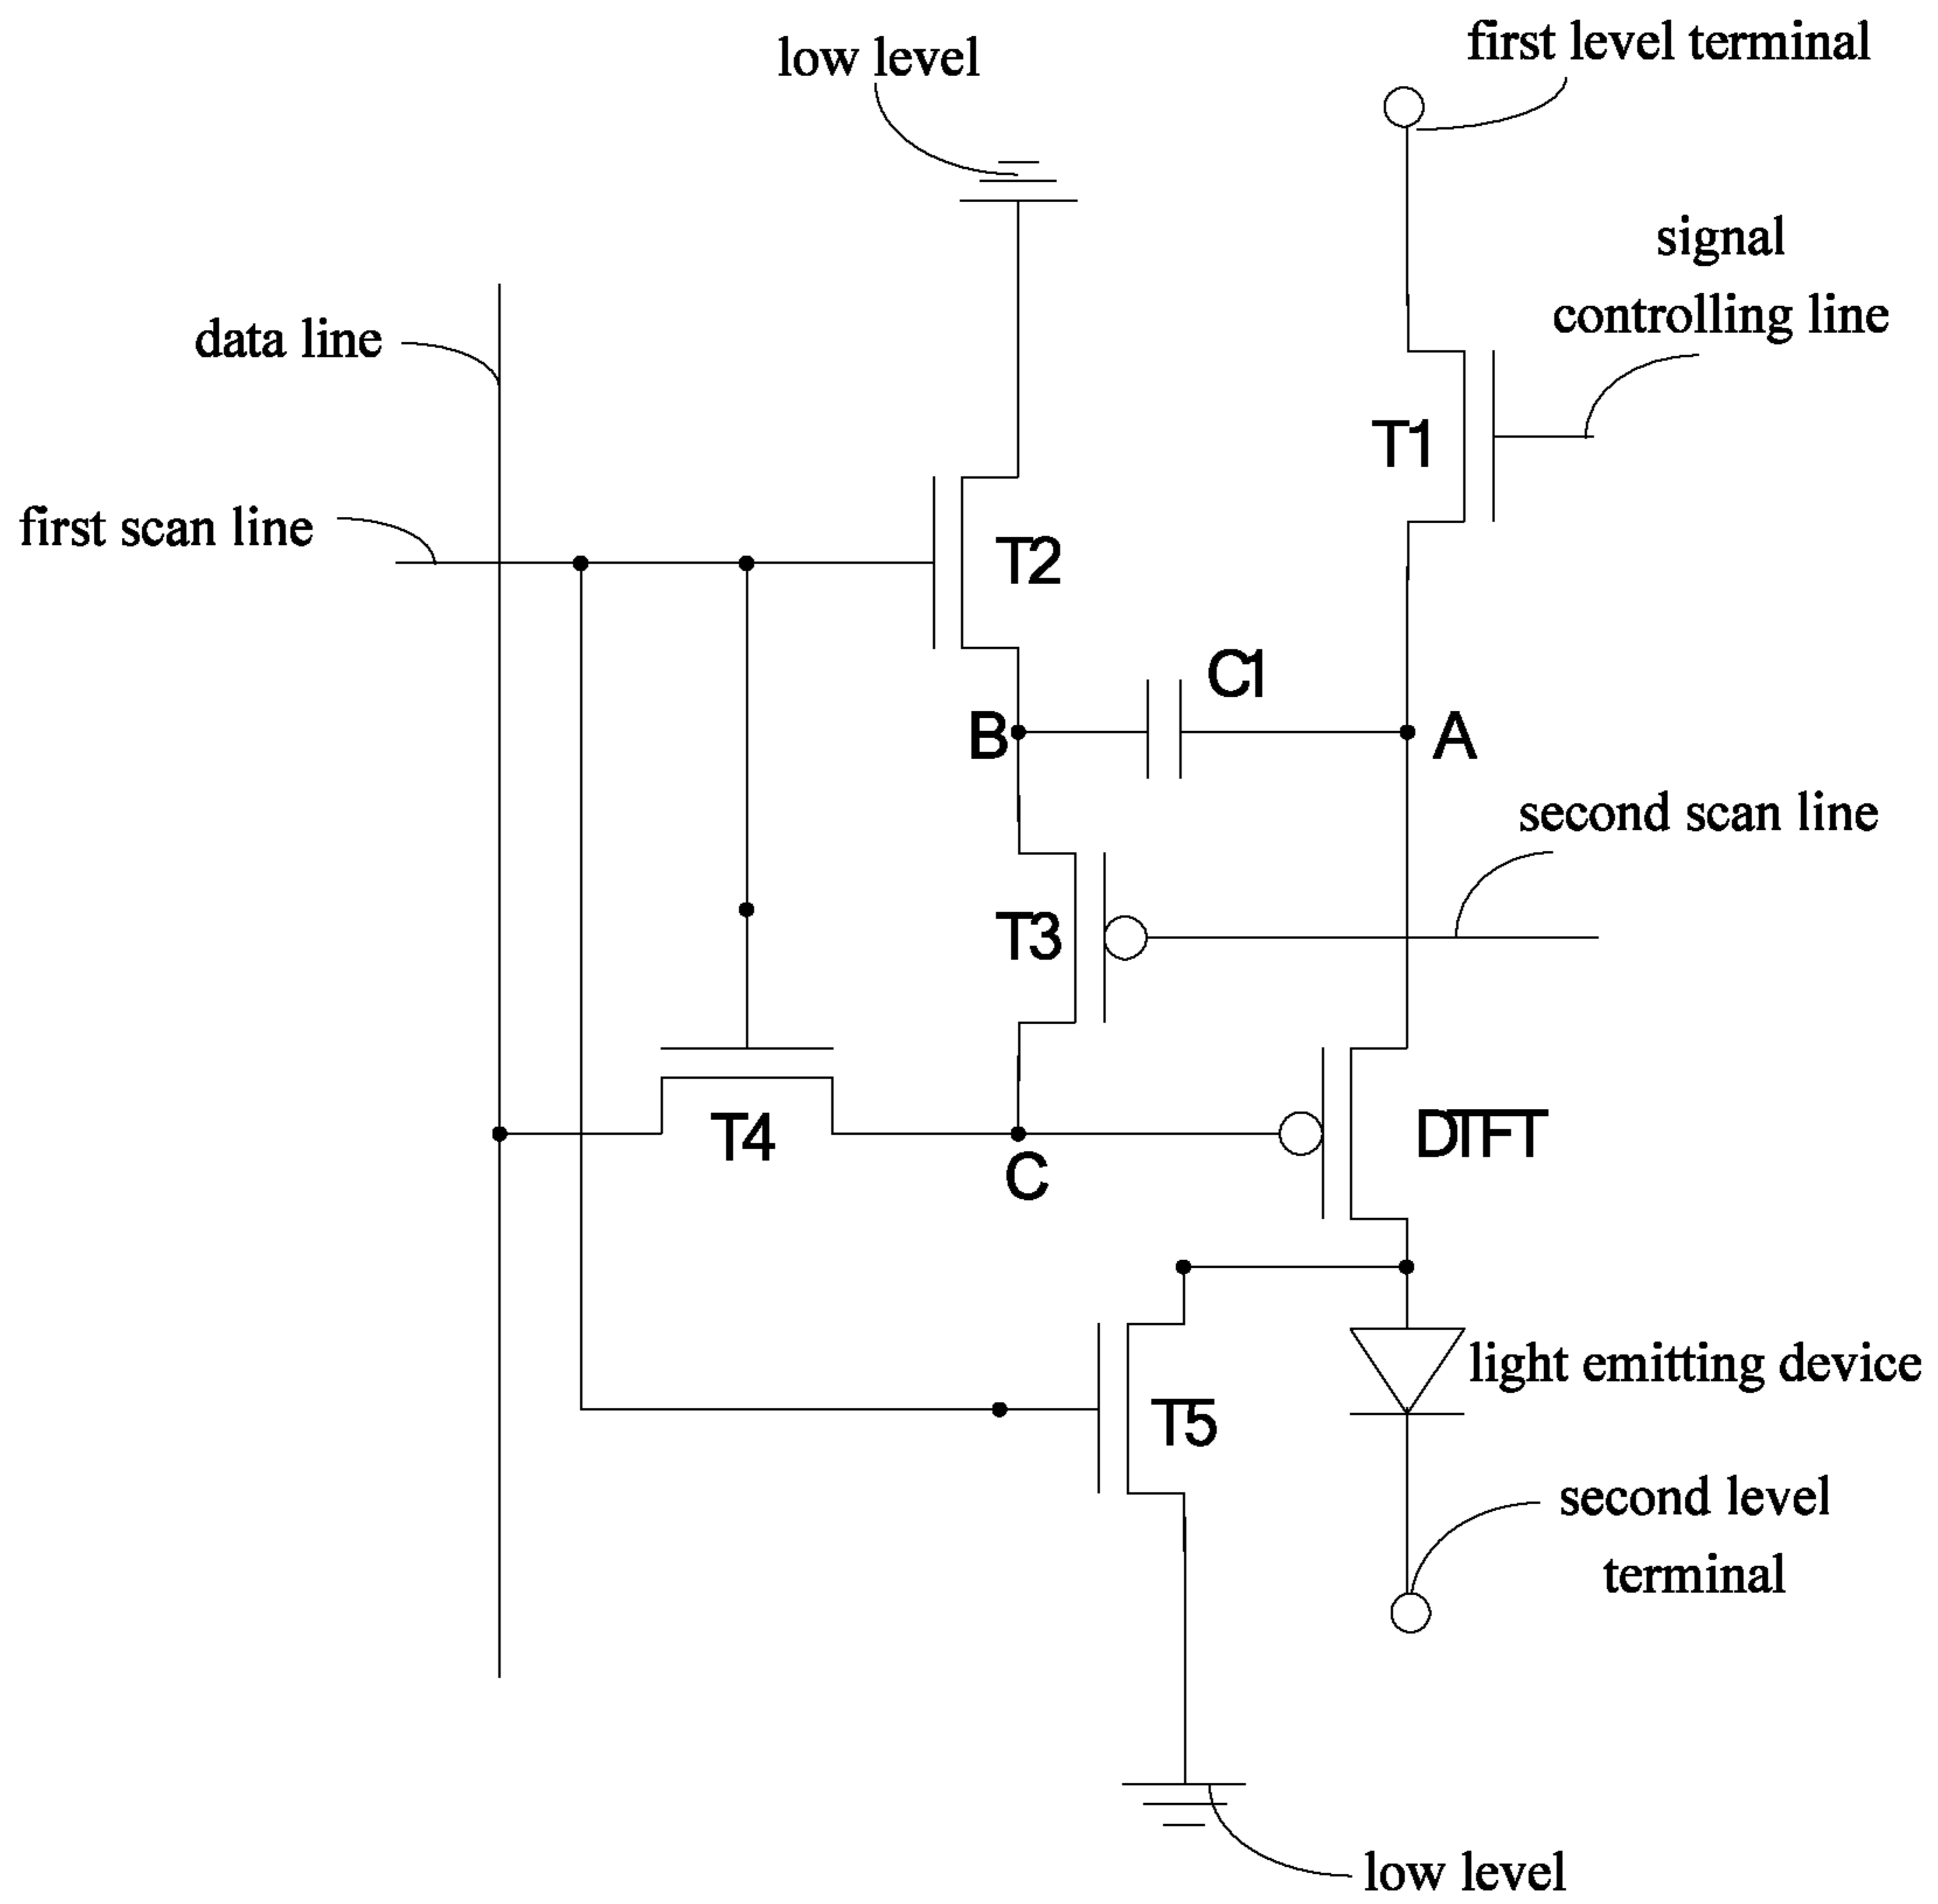 low level
first level terminal
signal
controlling line
data line
T1
first scan line
T2
C1
B
A
second scan line
T3
T4
C
DTFT
light emitting device
T5
second level
terminal
low level